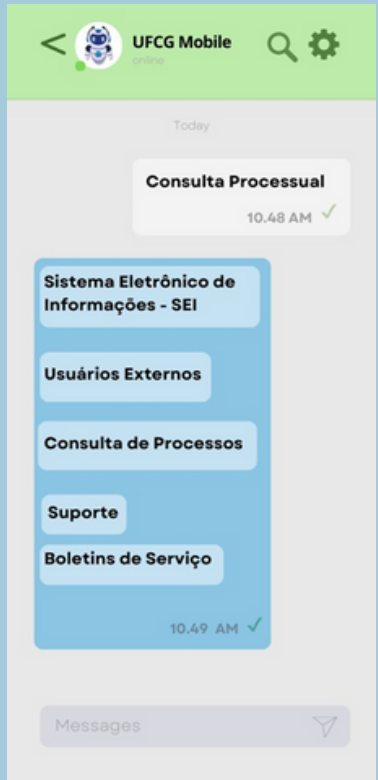 UFCG Mobile
online
Today
Consulta Processual
10.48 AM
Sistema Eletrônico de
Informações - SEI
Usuários Externos
Consulta de Processos
Suporte
Boletins de Serviço
10.49 AM
Messages